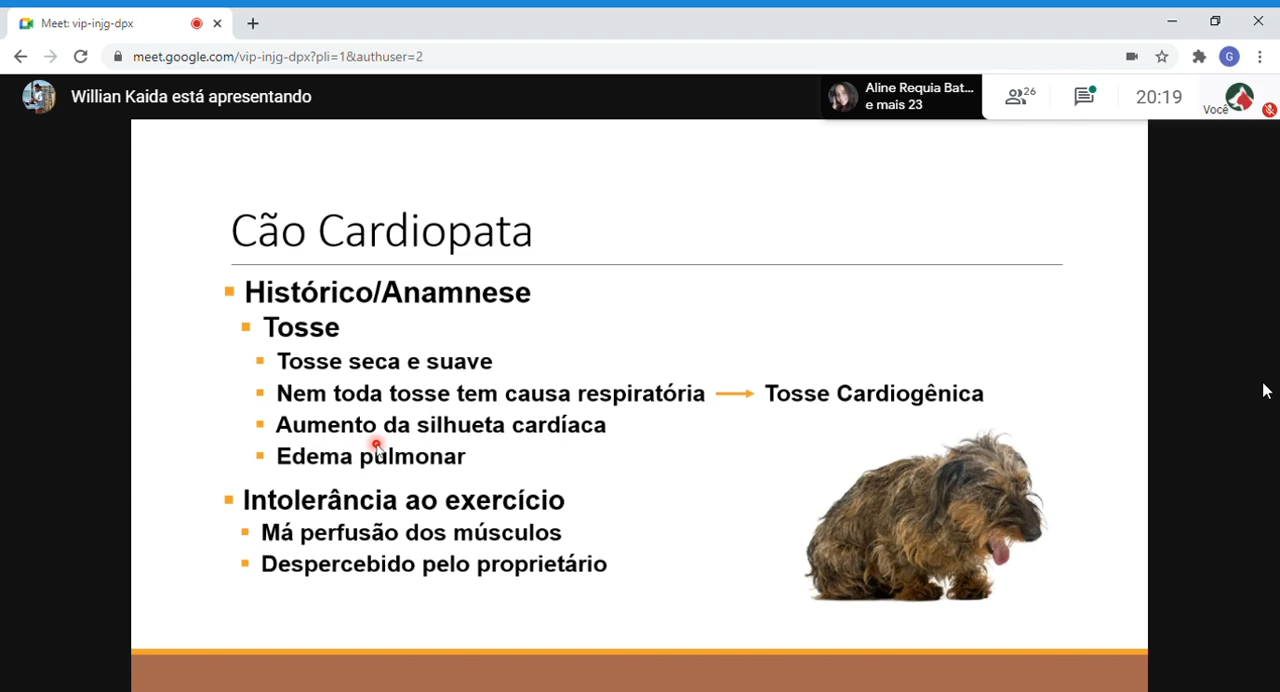 Meet: vip-injg-dpx
meet.google.com/vip-injg-dpx?pli=1&authuser=2
G
Willian Kaida está apresentando
Aline Requia Bat...
e mais 23
26
20:19
Você
Cão Cardiopata
Histórico/Anamnese
Tosse
Tosse seca e suave
Nem toda tosse tem causa respiratória → Tosse Cardiogênica
Aumento da silhueta cardíaca
Edema pulmonar
Intolerância ao exercício
Má perfusão dos músculos
Despercebido pelo proprietário